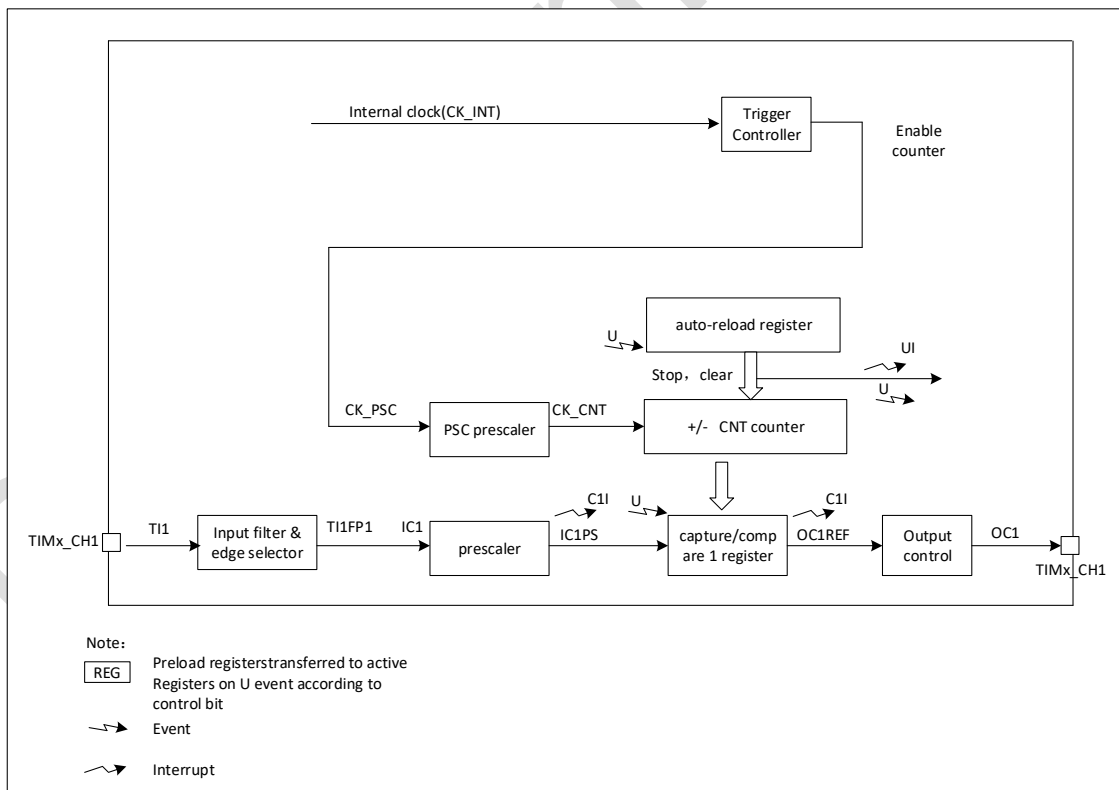 Internal clock(CK_INT)
Trigger
Controller
Enable
counter
auto-reload register
U
UI
Stop，clear
U
CK_PSC
CK_CNT
PSC prescaler
+/- CNT counter
C1I
U
C1I
TIMx_CH1
TI1
Input filter &
edge selector
TI1FP1
IC1
prescaler
IC1PS
capture/comp
are 1 register
OC1REF
Output
control
OC1
TIMx_CH1
Note：
REG
Preload registerstransferred to active
Registers on U event according to
control bit
Event
Interrupt